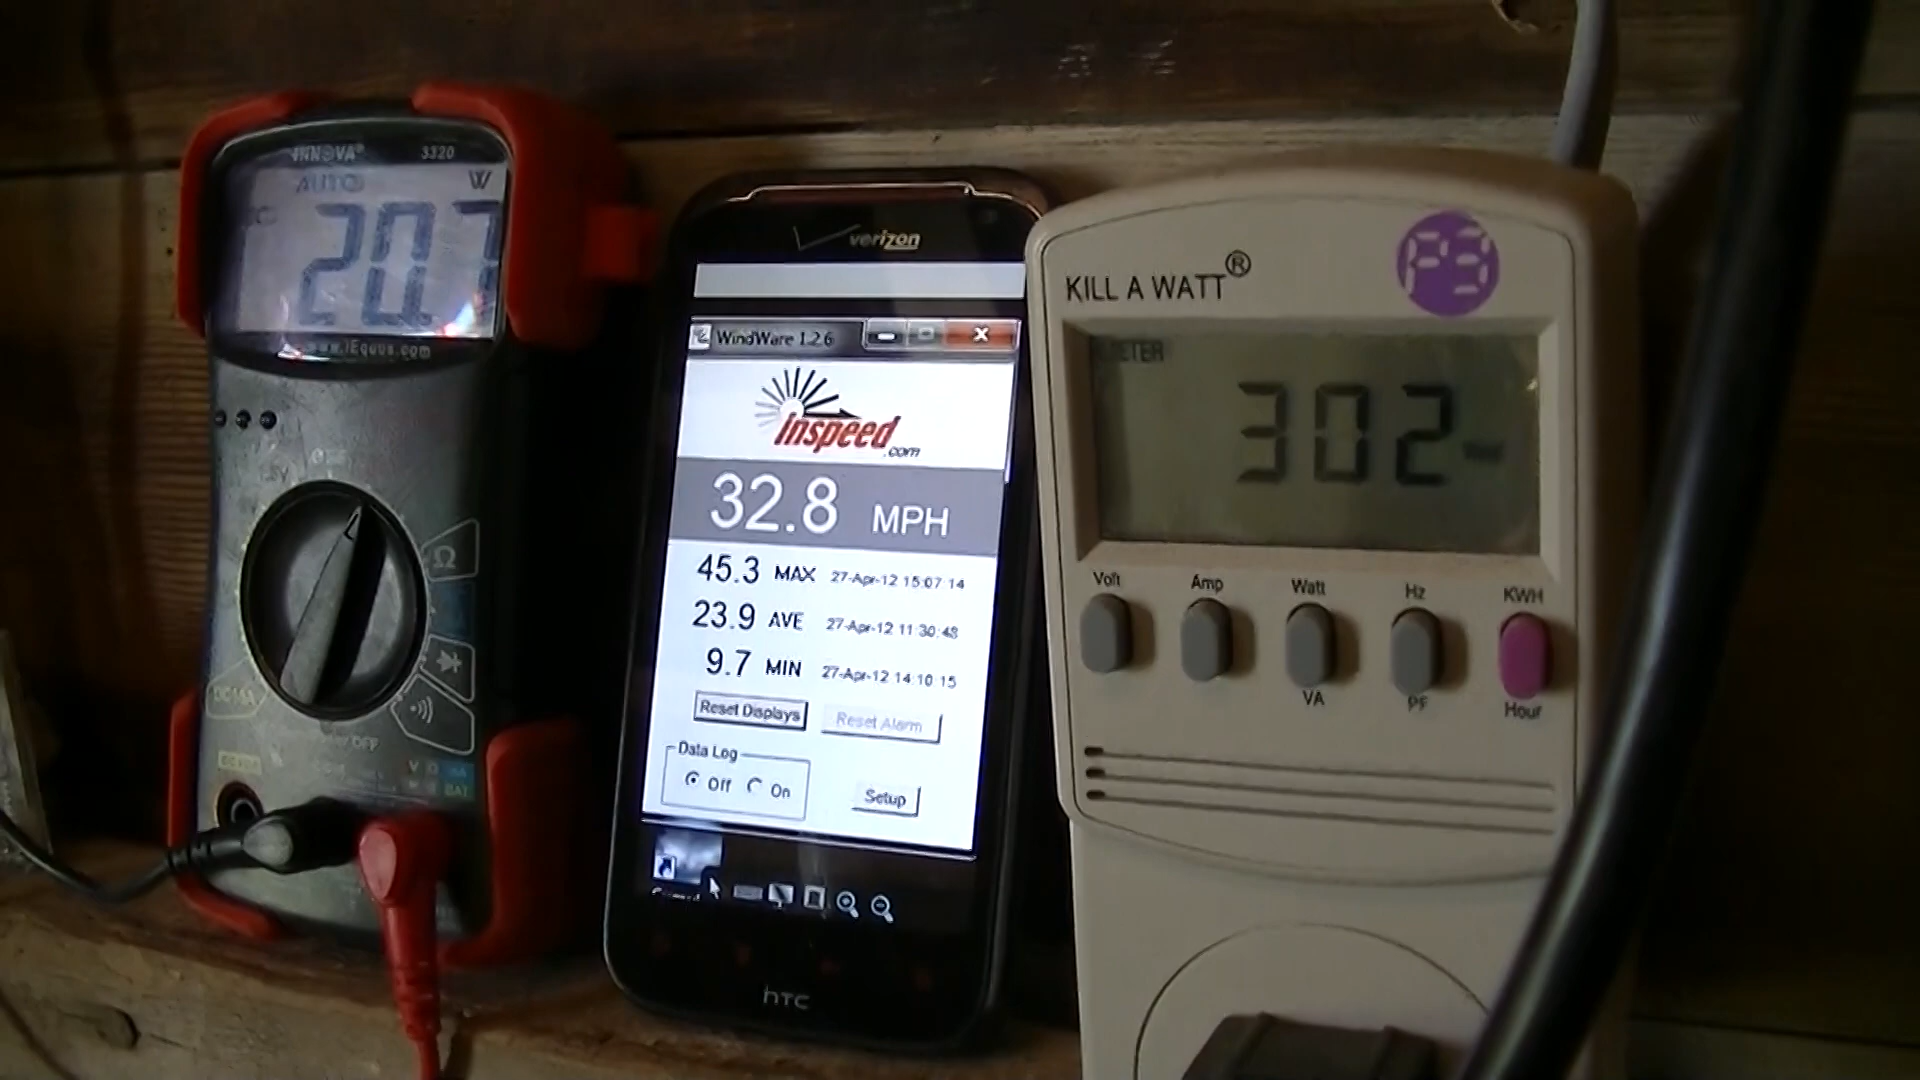 INNOVA® 3320
AUTO
20.7
www.iEquus.com
Ω
OFF
verizon
WindWare 1.2.6
Inspeed
.com
32.8 MPH
45.3 MAX 27-Apr-12 15:07:14
23.9 AVE 27-Apr-12 11:30:48
9.7 MIN 27-Apr-12 14:10:15
Reset Displays Reset Alarm
Data Log
Off On
Setup
hTC
P3
KILL A WATT®
METER
302
Volt Amp Watt Hz KWH
VA PF Hour